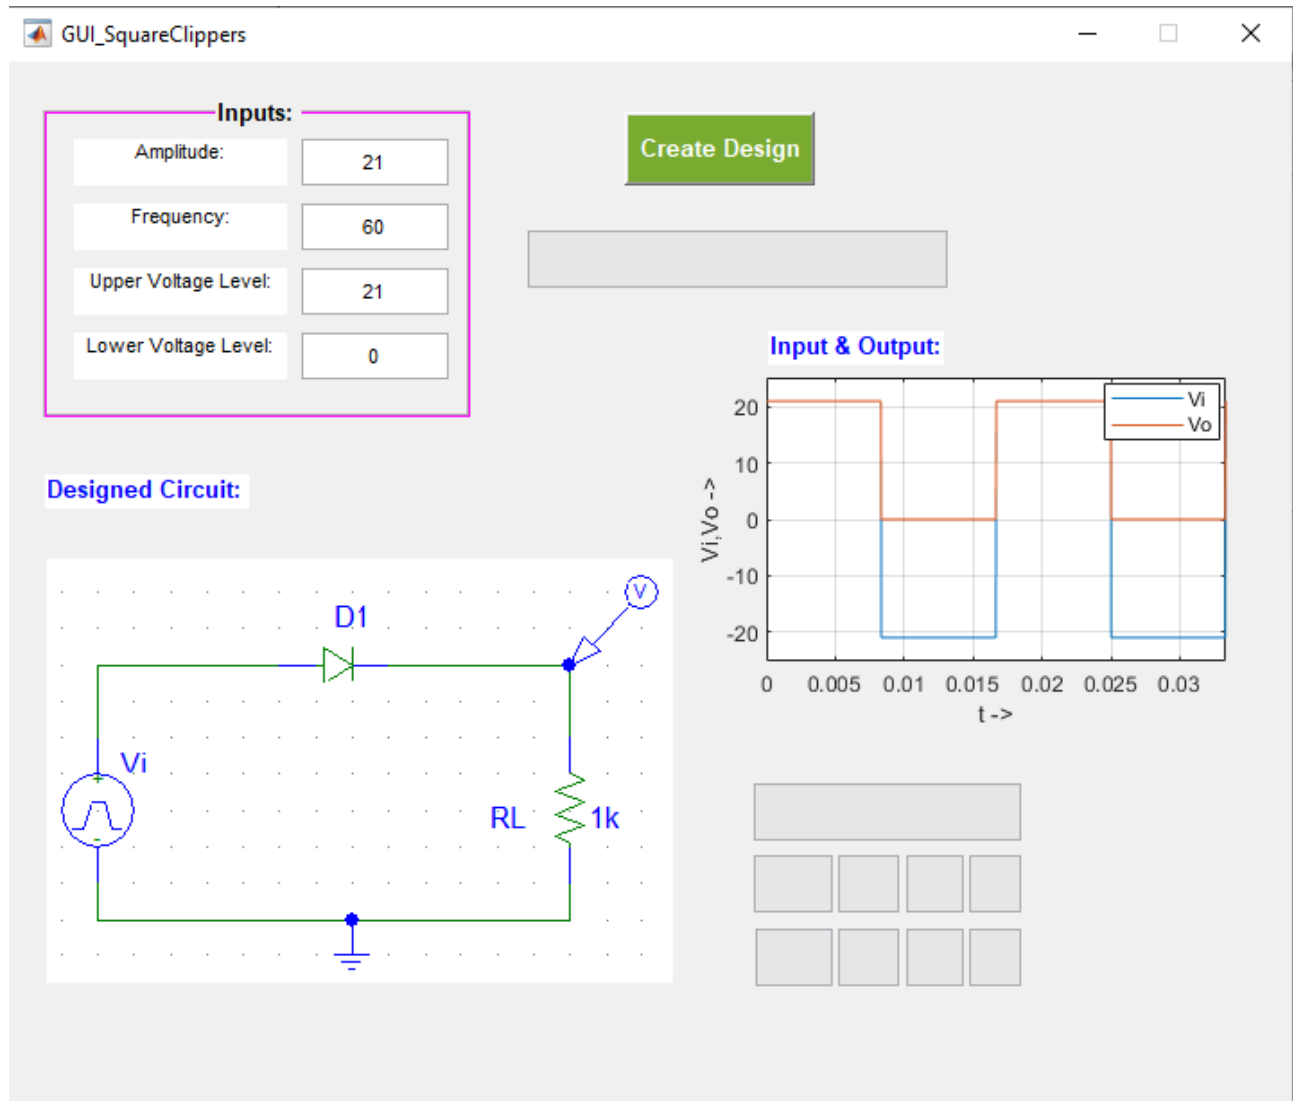 GUI_SquareClippers
Inputs:
Amplitude:
21
Frequency:
60
Upper Voltage Level:
21
Lower Voltage Level:
0
Create Design
Input & Output:
Vi
Vo
20
10
0
-10
-20
Vi,Vo ->
0 0.005 0.01 0.015 0.02 0.025 0.03
t ->
Designed Circuit:
V
D1
Vi
+
-
RL 1k